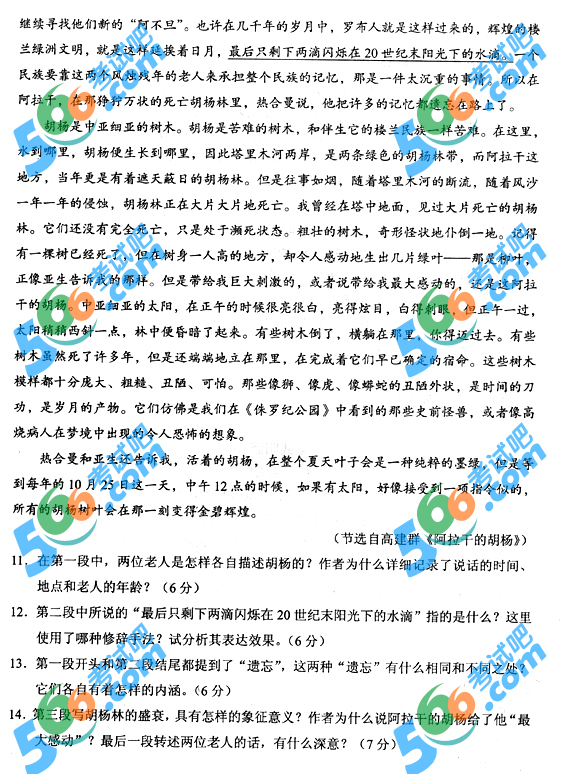 继续寻找他们新的“阿不旦”。也许在几千年的岁月中，罗布人就是这样过来的，辉煌的楼
兰绿洲文明，就是这样延接着日月，最后只剩下两滴闪烁在20世纪末阳光下的水滴。一个
民族要靠这两个风烛残年的老人来承担整个民族的记忆，那是一件太沉重的事情。所以在
阿拉干，在那狰狞万状的死亡胡杨林里，热合曼说，他把许多的记忆都遗忘在路上了。
胡杨是中亚细亚的树木。胡杨是苦难的树木，和伴生它的楼兰民族一样苦难。在这里，
水到哪里，胡杨便生长到哪里，因此塔里木河两岸，是两条绿色的胡杨林带，而阿拉干这
地方，当年更是有着遮天蔽日的胡杨林。但是往事如烟，随着塔里木河的断流，随着风沙
一年一年的侵蚀，胡杨林正在大片大片地死亡。我曾经在塔中地面，见过大片死亡的胡杨
林。它们还没有完全死亡，只是处于濒死状态。粗壮的树木，奇形怪状地仆倒一地。记得
有一棵树已经死了，但在树身一人高的地方，却令人感动地生出几片绿叶——那是柳叶，
正像亚生告诉我的那样。但是带给我巨大刺激的，或者说带给我最大感动的，还是这阿拉
干的胡杨。中亚细亚的太阳，在正午的时候很亮很白，亮得炫目，白得刺眼，但正午一过，
太阳稍稍西斜一点，林中便昏暗了起来。有些树木倒了，横躺在那里，你得迈过去。有些
树木虽然死了许多年，但是还端端地立在那里，在完成着它们早已确定的宿命。这些树木
模样都十分庞大、粗糙、丑陋、可怕。那些像狮、像虎、像蟒蛇的丑陋外状，是时间的刀
功，是岁月的产物。它们仿佛是我们在《侏罗纪公园》中看到的那些史前怪兽，或者像高
烧病人在梦境中出现的令人恐怖的想象。
热合曼和亚生还告诉我，活着的胡杨，在整个夏天叶子会是一种纯粹的墨绿，但是等
到每年的10月25日这一天，中午12点的时候，如果有太阳，好像接受到一项指令似的，
所有的胡杨树叶会在那一刻变得金碧辉煌。
（节选自高建群《阿拉干的胡杨》）
11．在第一段中，两位老人是怎样各自描述胡杨的？作者为什么详细记录了说话的时间、
地点和老人的年龄？（6分）
12．第二段中所说的“最后只剩下两滴闪烁在20世纪末阳光下的水滴”指的是什么？这里
使用了哪种修辞手法？试分析其表达效果。（6分）
13．第一段开头和第二段结尾都提到了“遗忘”，这两种“遗忘”有什么相同和不同之处？
它们各自有着怎样的内涵。（6分）
14．第三段写胡杨林的盛衰，具有怎样的象征意义？作者为什么说阿拉干的胡杨给了他“最
大感动”？最后一段转述两位老人的话，有什么深意？（7分）
566考试吧
.com